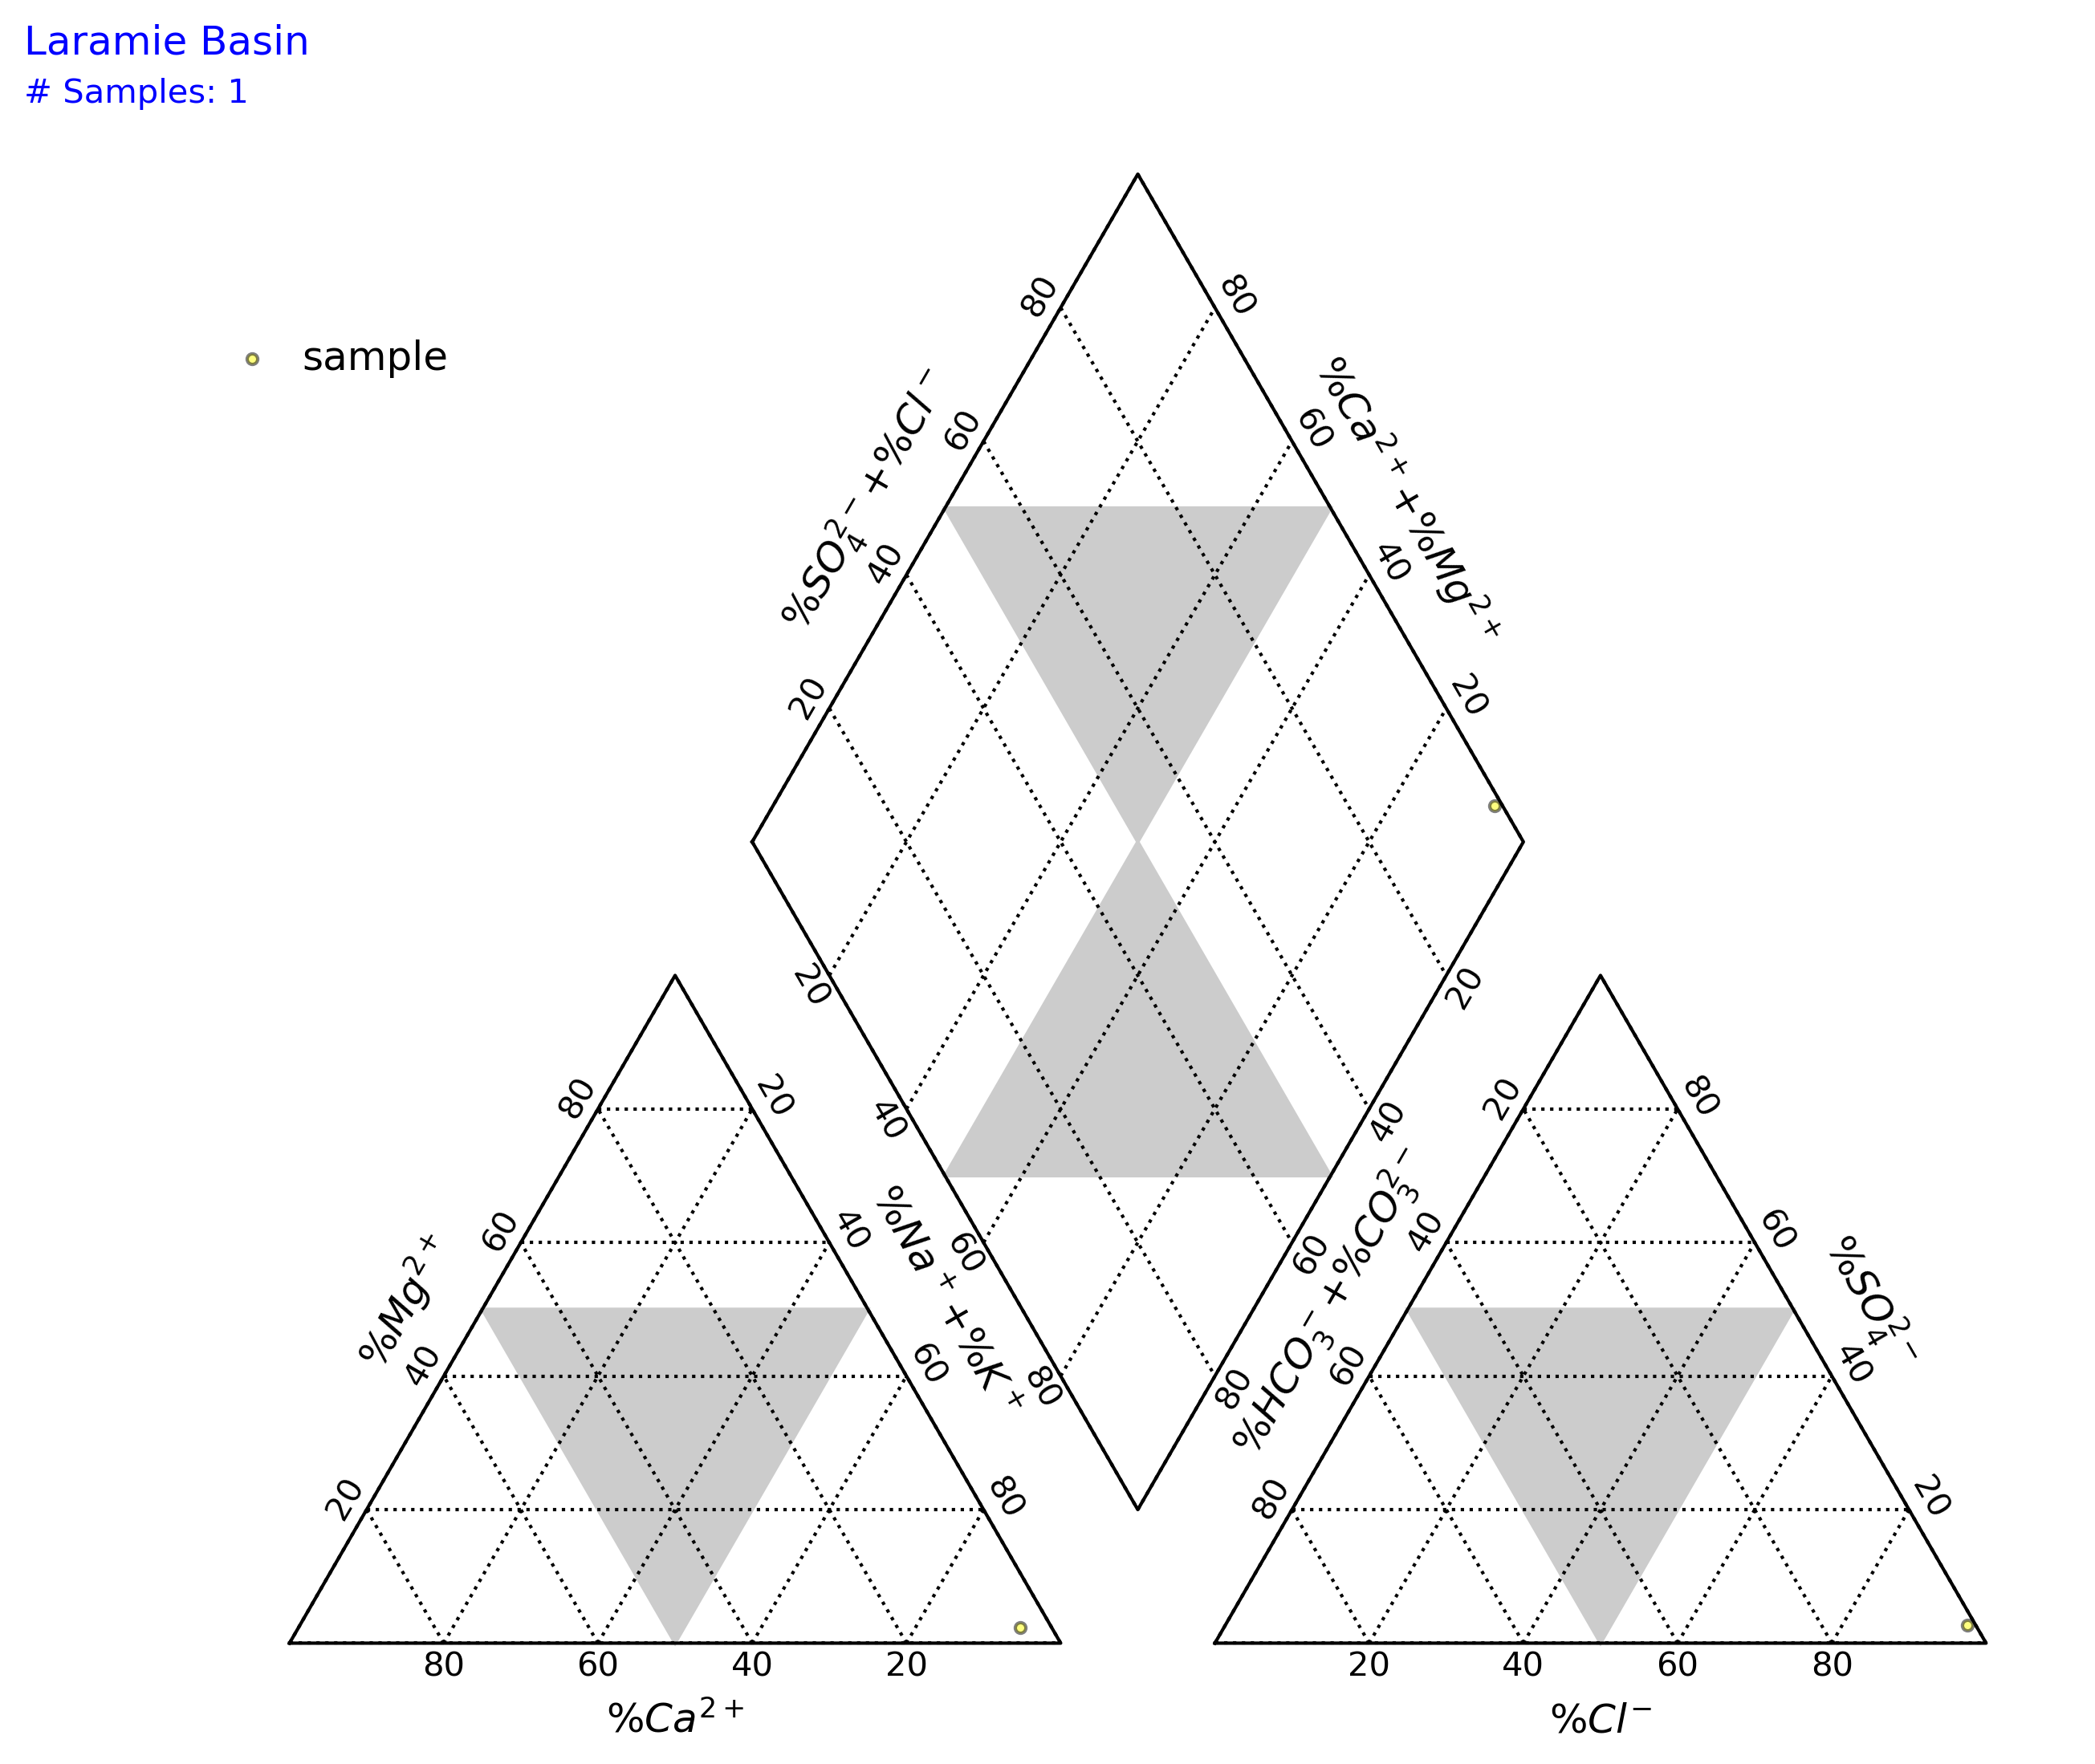 Laramie Basin
# Samples: 1
sample
80
80
%SO₄²⁻+%Cl⁻
%Ca²⁺+%Mg²⁺
60
60
40
40
20
20
20
20
40
40
60
60
80
80
%Na⁺+%K⁺
%HCO₃⁻+%CO₃²⁻
%Mg²⁺
80
60
40
20
20
40
60
80
20
40
60
80
80
60
40
20
%SO₄²⁻
80 60 40 20
20 40 60 80
%Ca²⁺
%Cl⁻